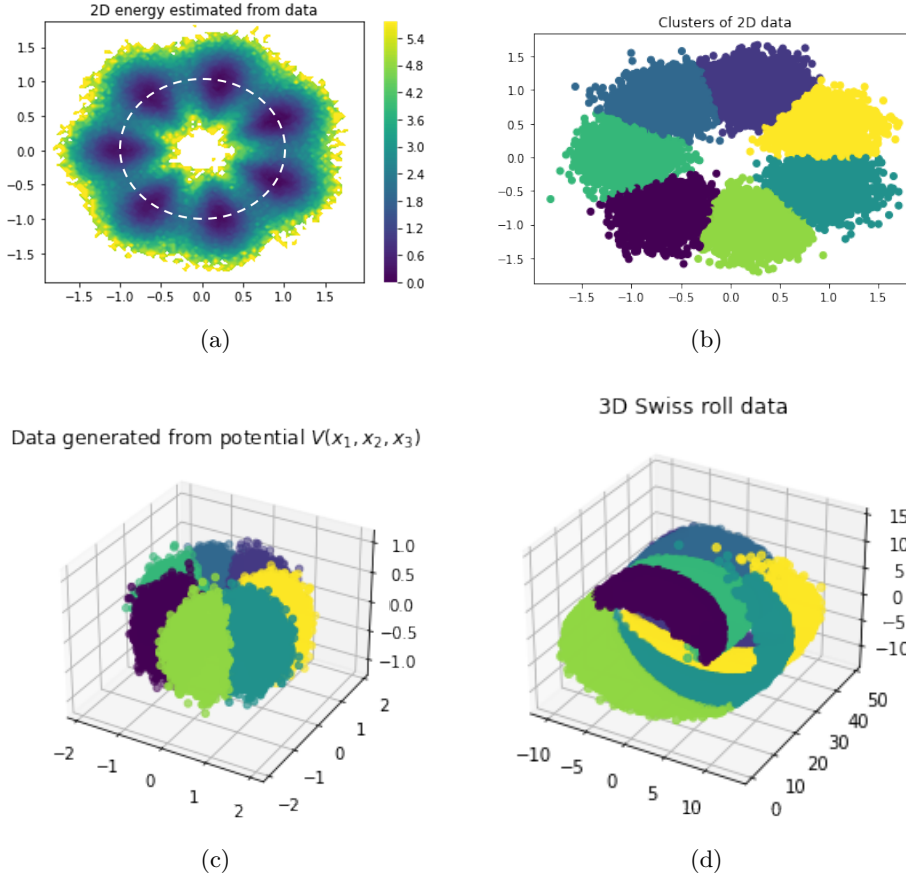 2D energy estimated from data
1.5
1.0
0.5
0.0
−0.5
−1.0
−1.5
−1.5 −1.0 −0.5 0.0 0.5 1.0 1.5
5.4
4.8
4.2
3.6
3.0
2.4
1.8
1.2
0.6
0.0
(a)
Clusters of 2D data
1.5
1.0
0.5
0.0
−0.5
−1.0
−1.5
−1.5 −1.0 −0.5 0.0 0.5 1.0 1.5
(b)
Data generated from potential V(x₁, x₂, x₃)
1.0
0.5
0.0
−0.5
−1.0
−2 −1 0 1 2
−2 −1 0 1 2
(c)
3D Swiss roll data
15
10
5
0
−5
−10
−10 −5 0 5 10
0 10 20 30 40 50
(d)